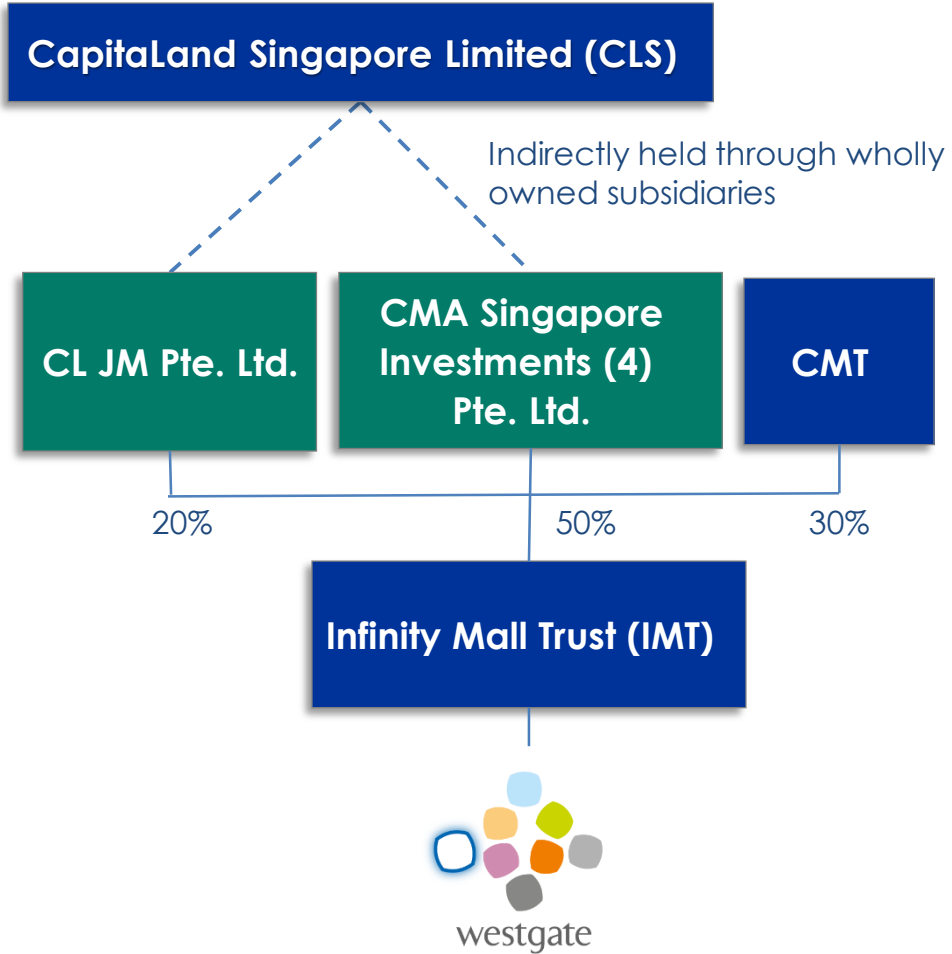 CapitaLand Singapore Limited (CLS)
Indirectly held through wholly
owned subsidiaries
CL JM Pte. Ltd.
CMA Singapore
Investments (4)
Pte. Ltd.
CMT
20%
50%
30%
Infinity Mall Trust (IMT)
westgate